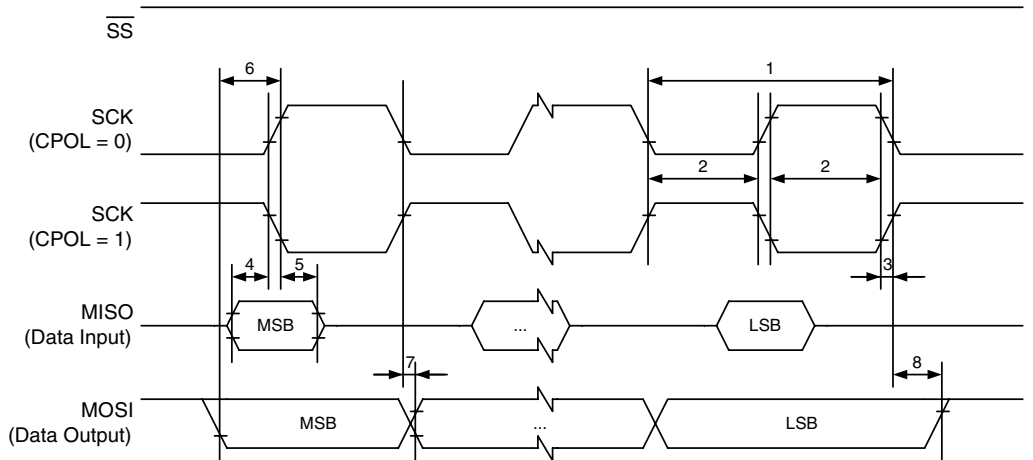 SS
6
1
SCK
(CPOL = 0)
2
2
SCK
(CPOL = 1)
4
5
3
MISO
(Data Input)
MSB
...
LSB
7
8
MOSI
(Data Output)
MSB
...
LSB